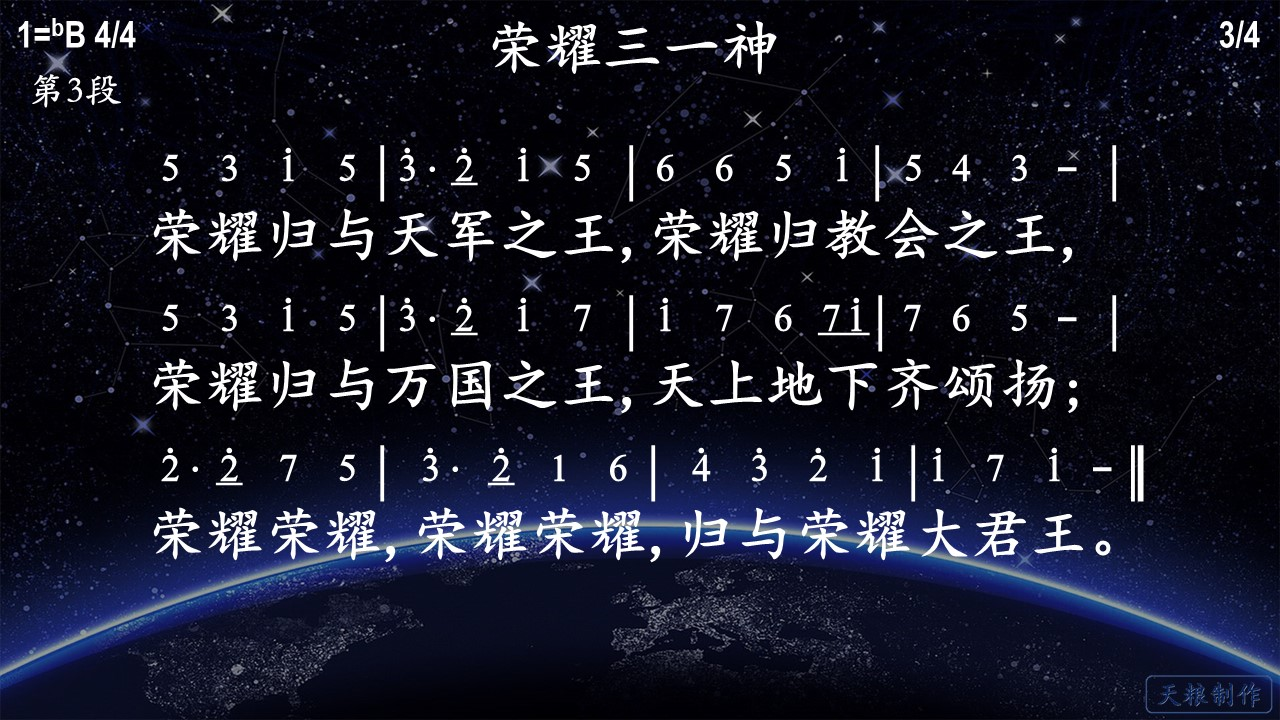 1=ᵇB 4/4
荣耀三一神
3/4
第3段
5 3 i̇ 5 | 3̇· 2̇ i̇ 5 | 6 6 5 i̇ | 5 4 3 – |
荣耀归与天军之王,荣耀归教会之王,
5 3 i̇ 5 | 3̇· 2̇ i̇ 7 | i̇ 7 6 7i̇ | 7 6 5 – |
荣耀归与万国之王,天上地下齐颂扬;
2̇· 2̇ 7 5 | 3̇· 2̇ 1 6 | 4̇ 3̇ 2̇ i̇ | i̇ 7 i̇ – ‖
荣耀荣耀,荣耀荣耀,归与荣耀大君王。
天粮制作